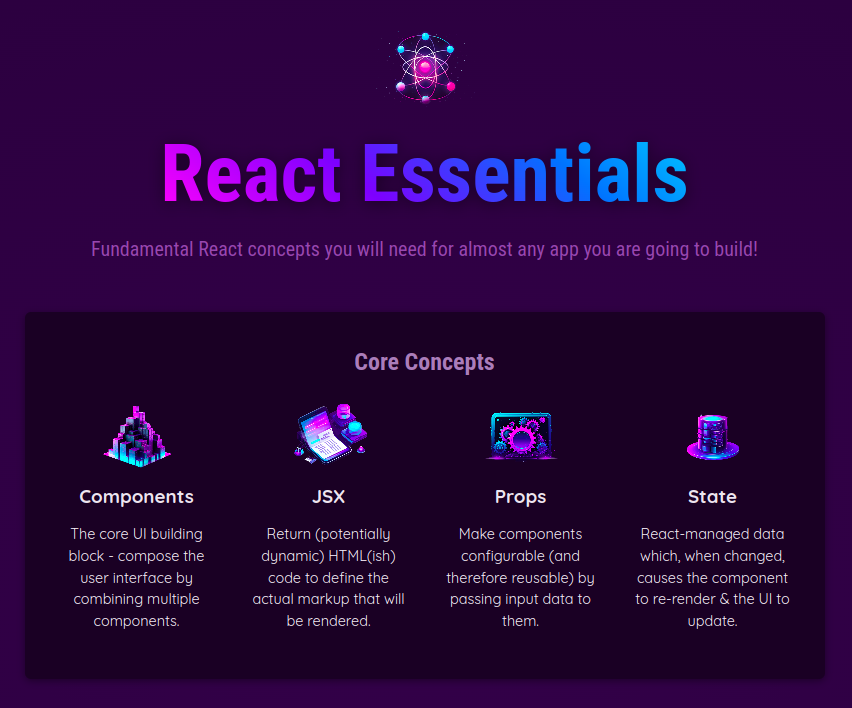 React Essentials
Fundamental React concepts you will need for almost any app you are going to build!
Core Concepts
Components
The core UI building
block - compose the
user interface by
combining multiple
components.
JSX
Return (potentially
dynamic) HTML(ish)
code to define the
actual markup that will
be rendered.
Props
Make components
configurable (and
therefore reusable) by
passing input data to
them.
State
React-managed data
which, when changed,
causes the component
to re-render & the UI to
update.